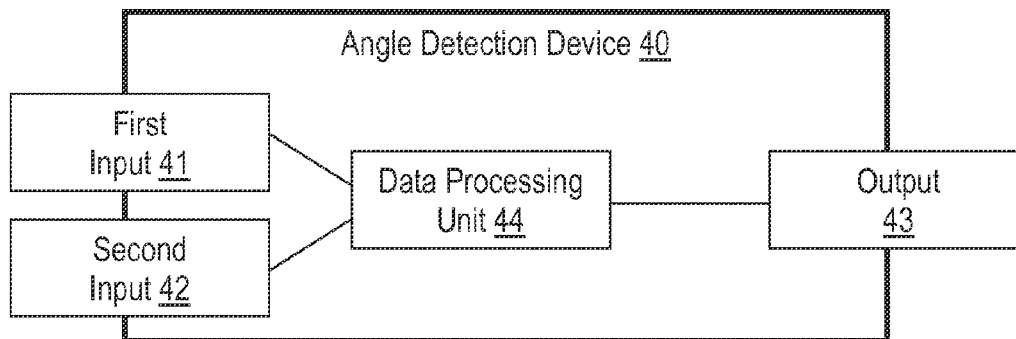 Angle Detection Device 40
First
Input 41
Second
Input 42
Data Processing
Unit 44
Output
43